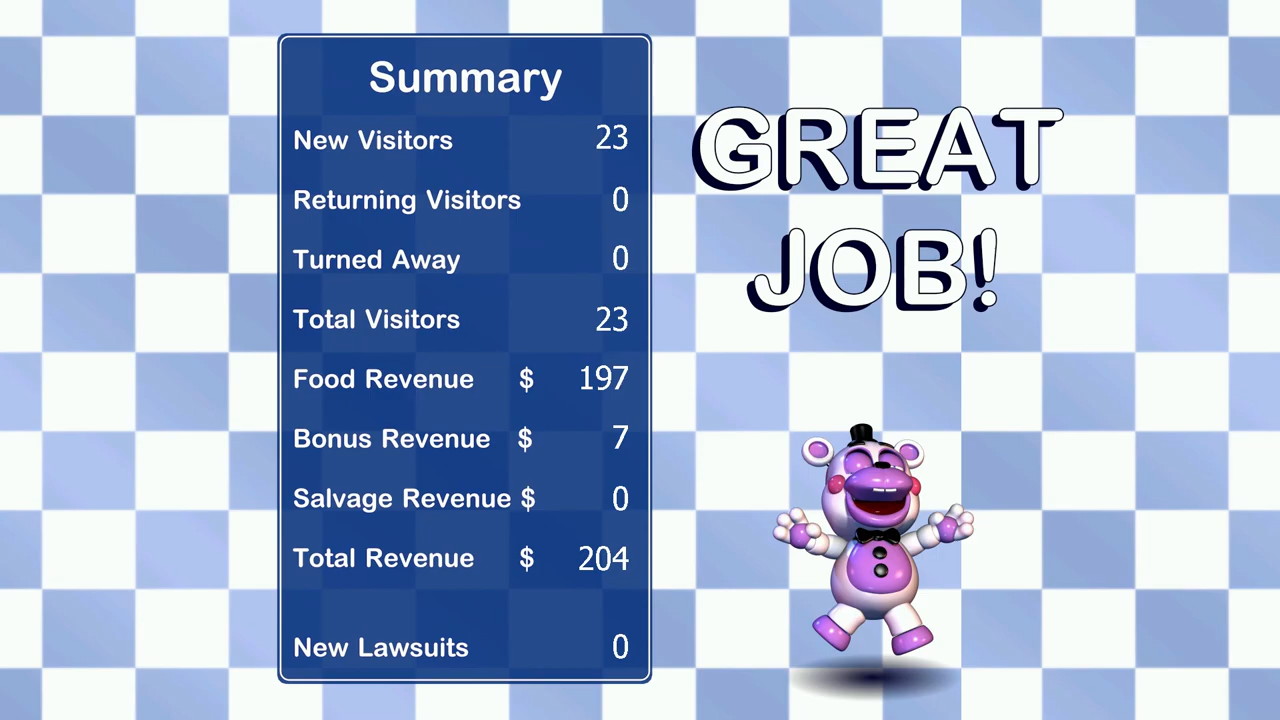 Summary
New Visitors 23
Returning Visitors 0
Turned Away 0
Total Visitors 23
Food Revenue $ 197
Bonus Revenue $ 7
Salvage Revenue $ 0
Total Revenue $ 204
New Lawsuits 0
GREAT
JOB!